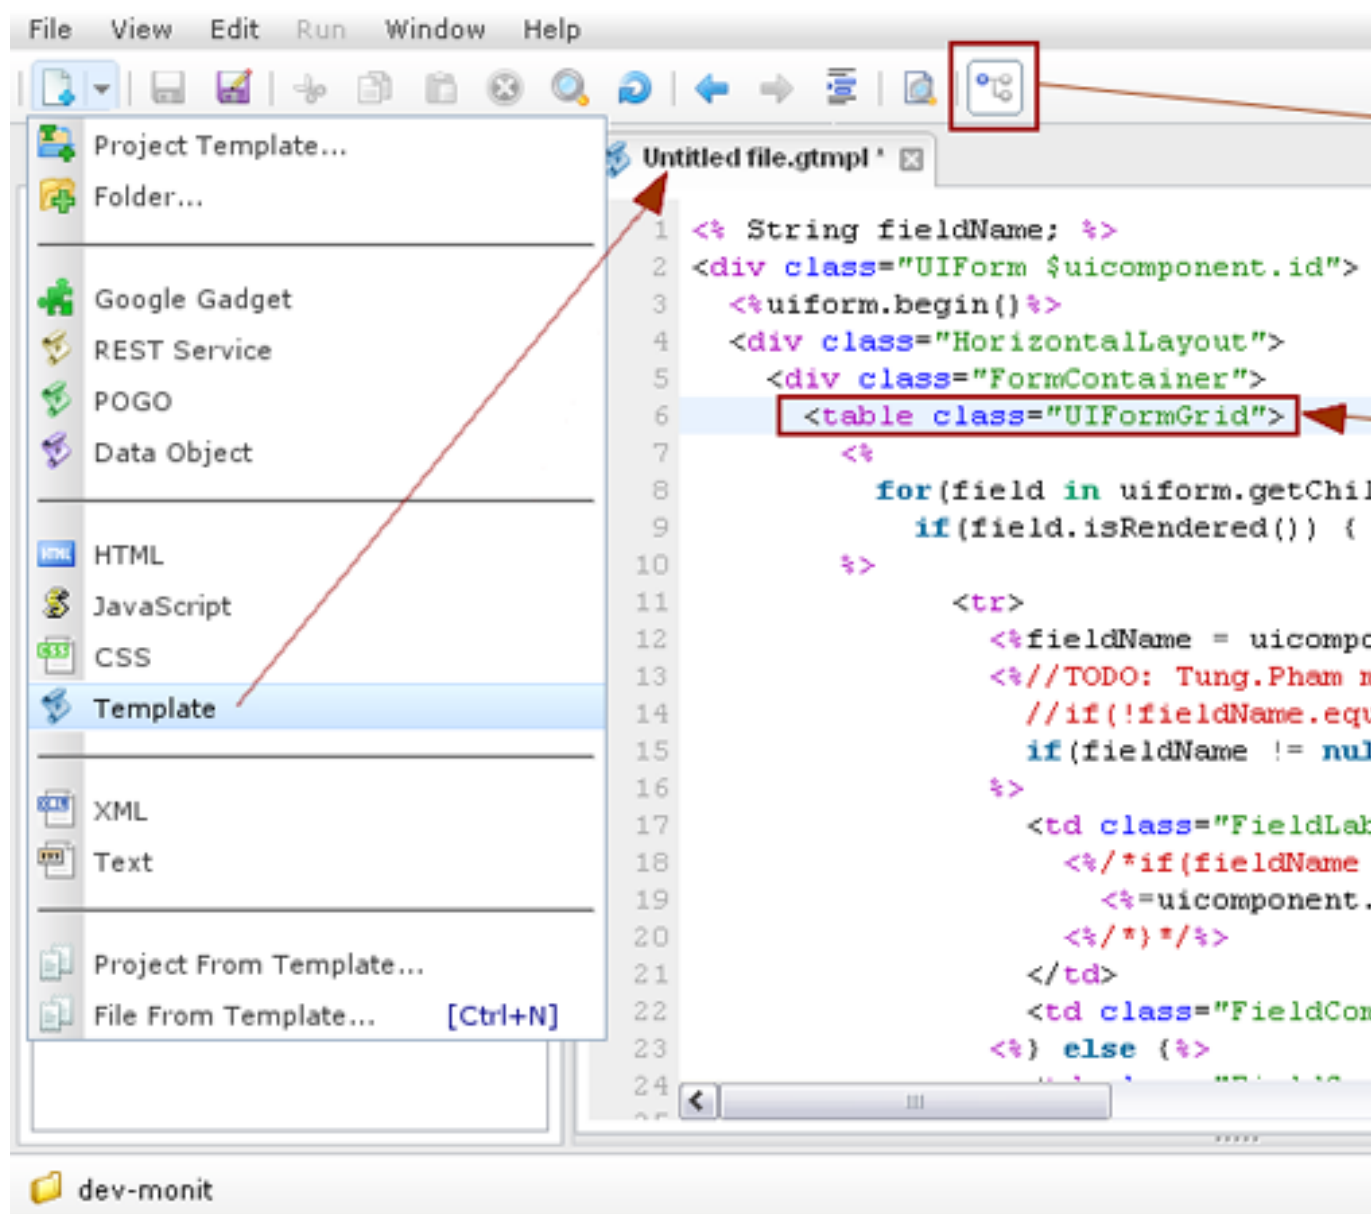 File View Edit Run Window Help
Project Template...
Folder...
Google Gadget
REST Service
POGO
Data Object
HTML
JavaScript
CSS
Template
XML
Text
Project From Template...
File From Template... [Ctrl+N]
Untitled file.gtmpl *
1 <% String fieldName; %>
2 <div class="UIForm $uicomponent.id">
3 <%uiform.begin()%>
4 <div class="HorizontalLayout">
5 <div class="FormContainer">
6 <table class="UIFormGrid">
7 <%
8 for(field in uiform.getChil
9 if(field.isRendered()) {
10 %>
11 <tr>
12 <%fieldName = uicompo
13 <%//TODO: Tung.Pham m
14 //if(!fieldName.equ
15 if(fieldName != nul
16 %>
17 <td class="FieldLab
18 <%/*if(fieldName
19 <%=uicomponent.
20 <%/*}*/%>
21 </td>
22 <td class="FieldCon
23 <%} else {%>
24
dev-monit